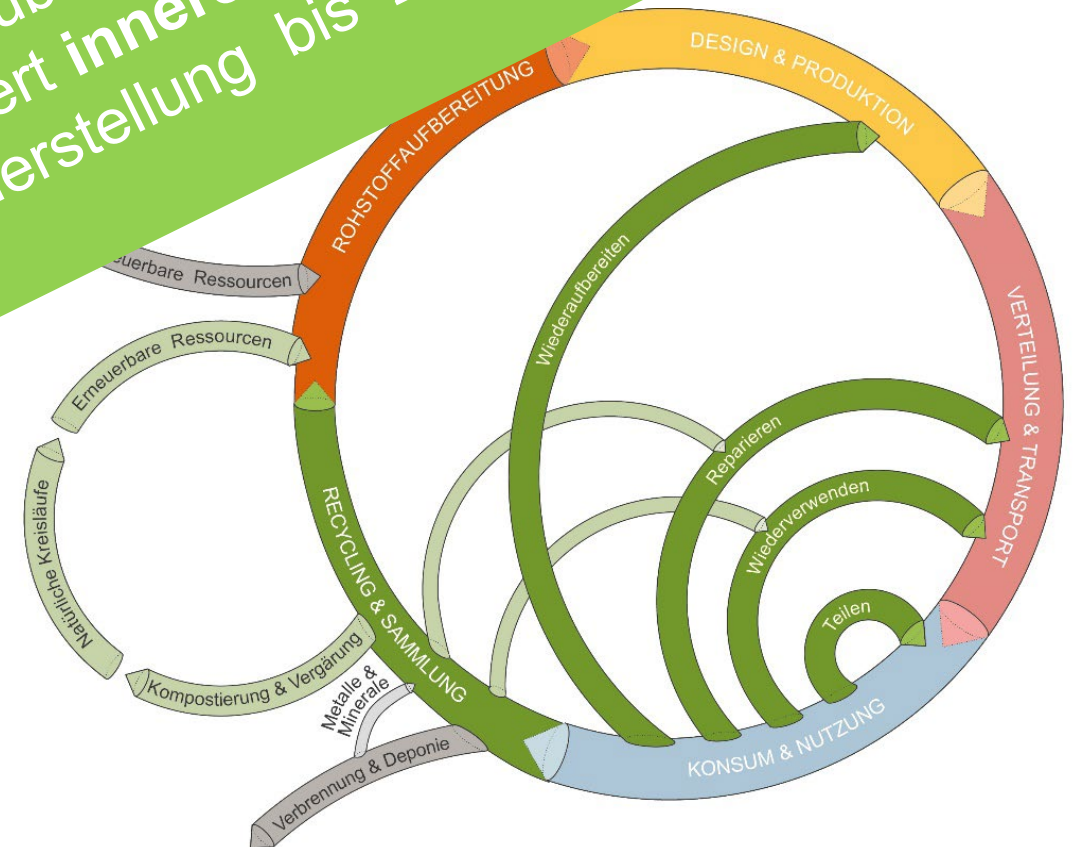 ert inner
erstellung bis
DESIGN & PRODUKTION
ROHSTOFFAUFBEREITUNG
euerbare Ressourcen
Erneuerbare Ressourcen
Wiederaufbereiten
VERTEILUNG & TRANSPORT
Reparieren
Wiederverwenden
Teilen
Natürliche Kreisläufe
RECYCLING & SAMMLUNG
Kompostierung & Vergärung
Metalle &
Minerale
KONSUM & NUTZUNG
Verbrennung & Deponie